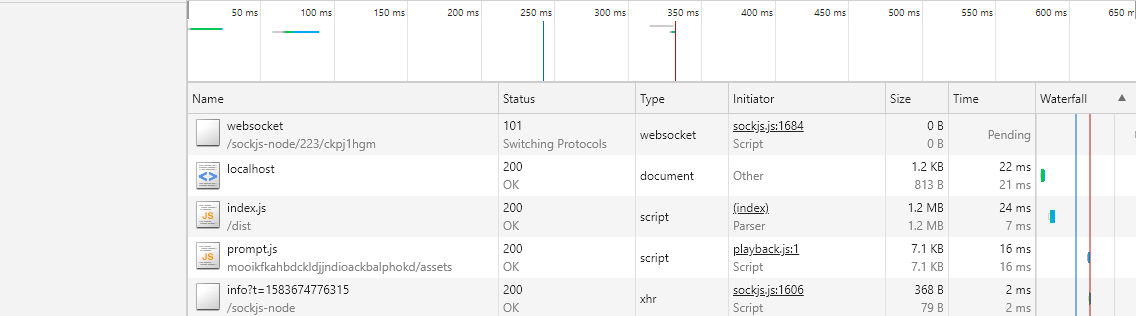 50 ms 100 ms 150 ms 200 ms 250 ms 300 ms 350 ms 400 ms 450 ms 500 ms 550 ms 600 ms 650 m
Name Status Type Initiator Size Time Waterfall
websocket 101 websocket sockjs.js:1684 0 B Pending
/sockjs-node/223/ckpj1hgm Switching Protocols Script 0 B
localhost 200 document Other 1.2 KB 22 ms
OK 813 B 21 ms
index.js 200 script (index) 1.2 MB 24 ms
/dist OK Parser 1.2 MB 7 ms
prompt.js 200 script playback.js:1 7.1 KB 16 ms
mooikfkahbdckldjjndioackbalphokd/assets OK Script 7.1 KB 16 ms
info?t=1583674776315 200 xhr sockjs.js:1606 368 B 2 ms
/sockjs-node OK Script 79 B 2 ms